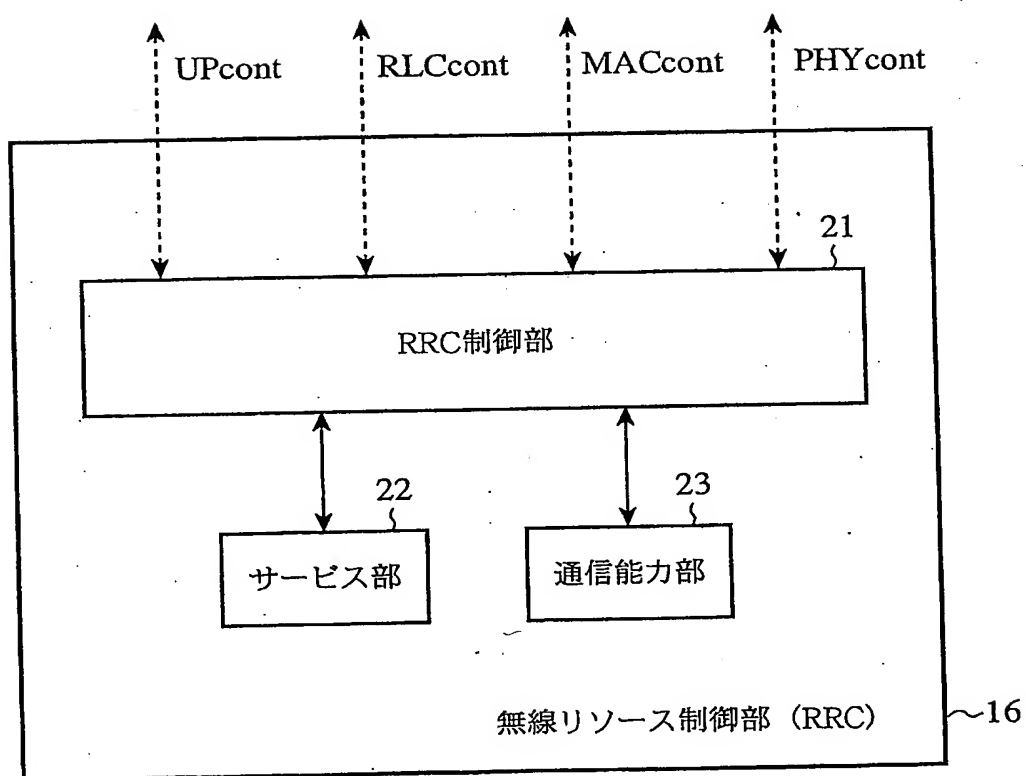 UPcont
RLCcont
MACcont
PHYcont
21
RRC制御部
22
23
サービス部
通信能力部
無線リソース制御部（RRC）
16